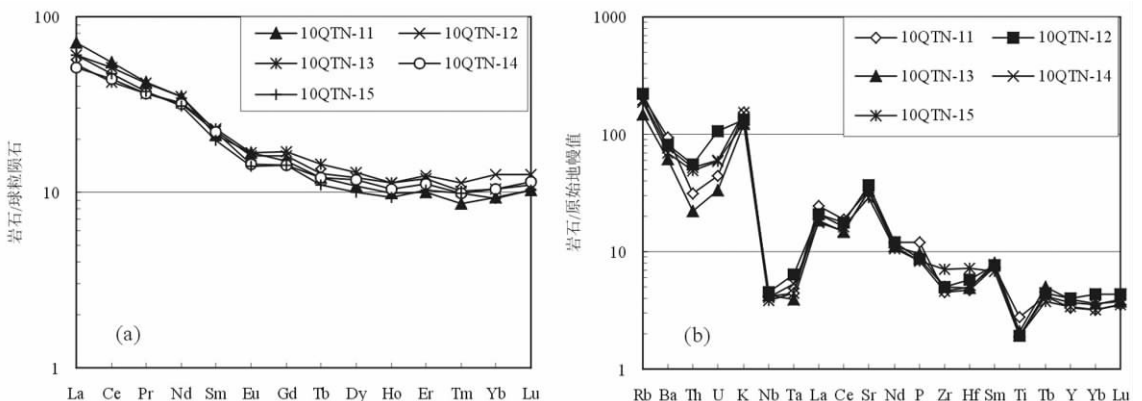 100
10
1
岩石/球粒陨石
10QTN-11 10QTN-12
10QTN-13 10QTN-14
10QTN-15
(a)
La Ce Pr Nd Sm Eu Gd Tb Dy Ho Er Tm Yb Lu
1000
100
10
1
岩石/原始地幔值
10QTN-11 10QTN-12
10QTN-13 10QTN-14
10QTN-15
(b)
Rb Ba Th U K Nb Ta La Ce Sr Nd P Zr Hf Sm Ti Tb Y Yb Lu